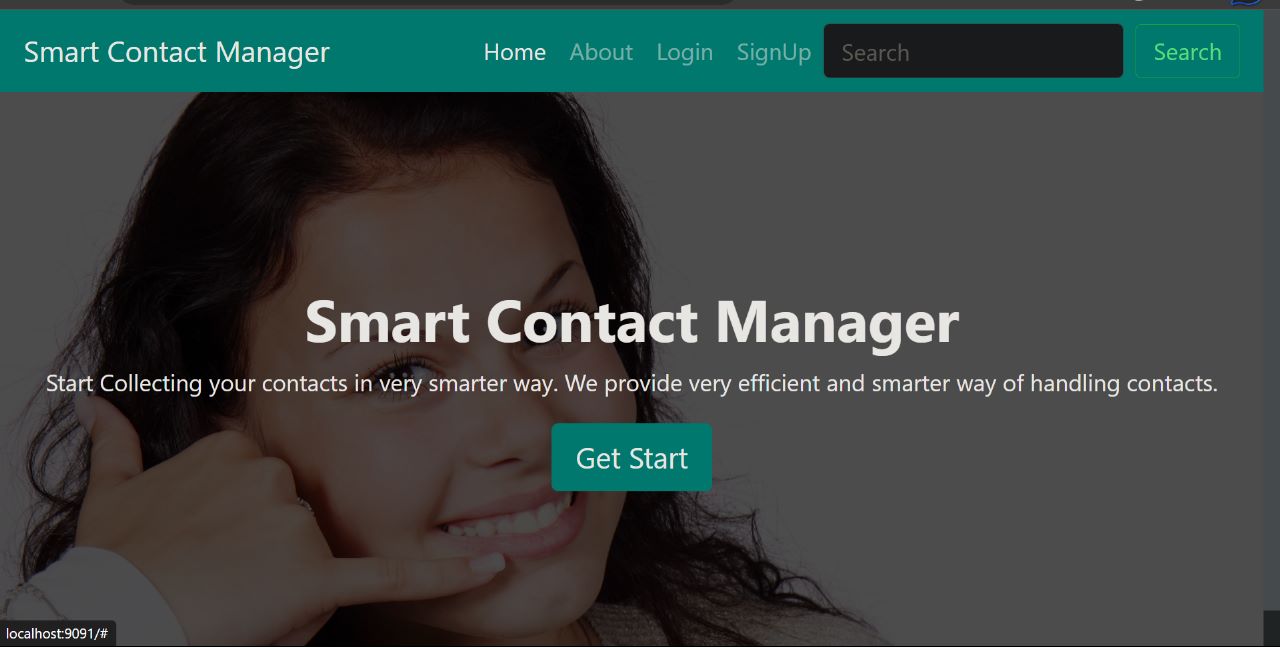 Smart Contact Manager Home About Login SignUp Search Search
Smart Contact Manager
Start Collecting your contacts in very smarter way. We provide very efficient and smarter way of handling contacts.
Get Start
localhost:9091/#